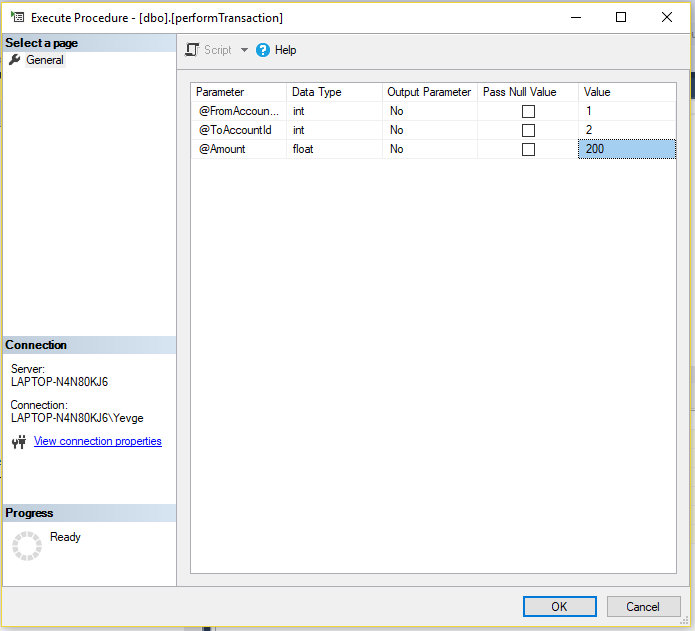 Execute Procedure - [dbo].[performTransaction]
Select a page
General
Script
Help
Parameter Data Type Output Parameter Pass Null Value Value
@FromAccoun... int No 1
@ToAccountId int No 2
@Amount float No 200
Connection
Server:
LAPTOP-N4N80KJ6
Connection:
LAPTOP-N4N80KJ6\Yevge
View connection properties
Progress
Ready
OK
Cancel